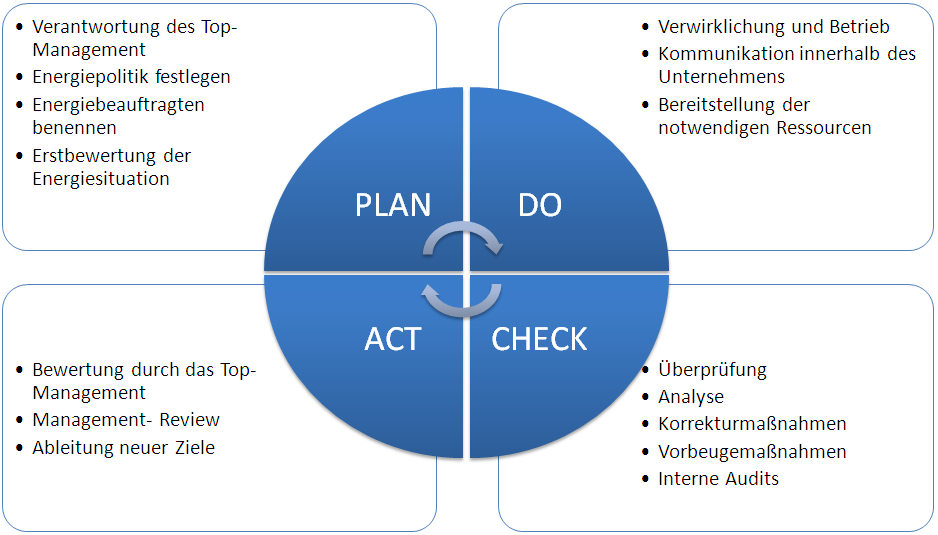 • Verantwortung des Top-
Management
• Energiepolitik festlegen
• Energiebeauftragten
benennen
• Erstbewertung der
Energiesituation
• Verwirklichung und Betrieb
• Kommunikation innerhalb des
Unternehmens
• Bereitstellung der
notwendigen Ressourcen
PLAN
DO
ACT
CHECK
• Bewertung durch das Top-
Management
• Management- Review
• Ableitung neuer Ziele
• Überprüfung
• Analyse
• Korrekturmaßnahmen
• Vorbeugemaßnahmen
• Interne Audits